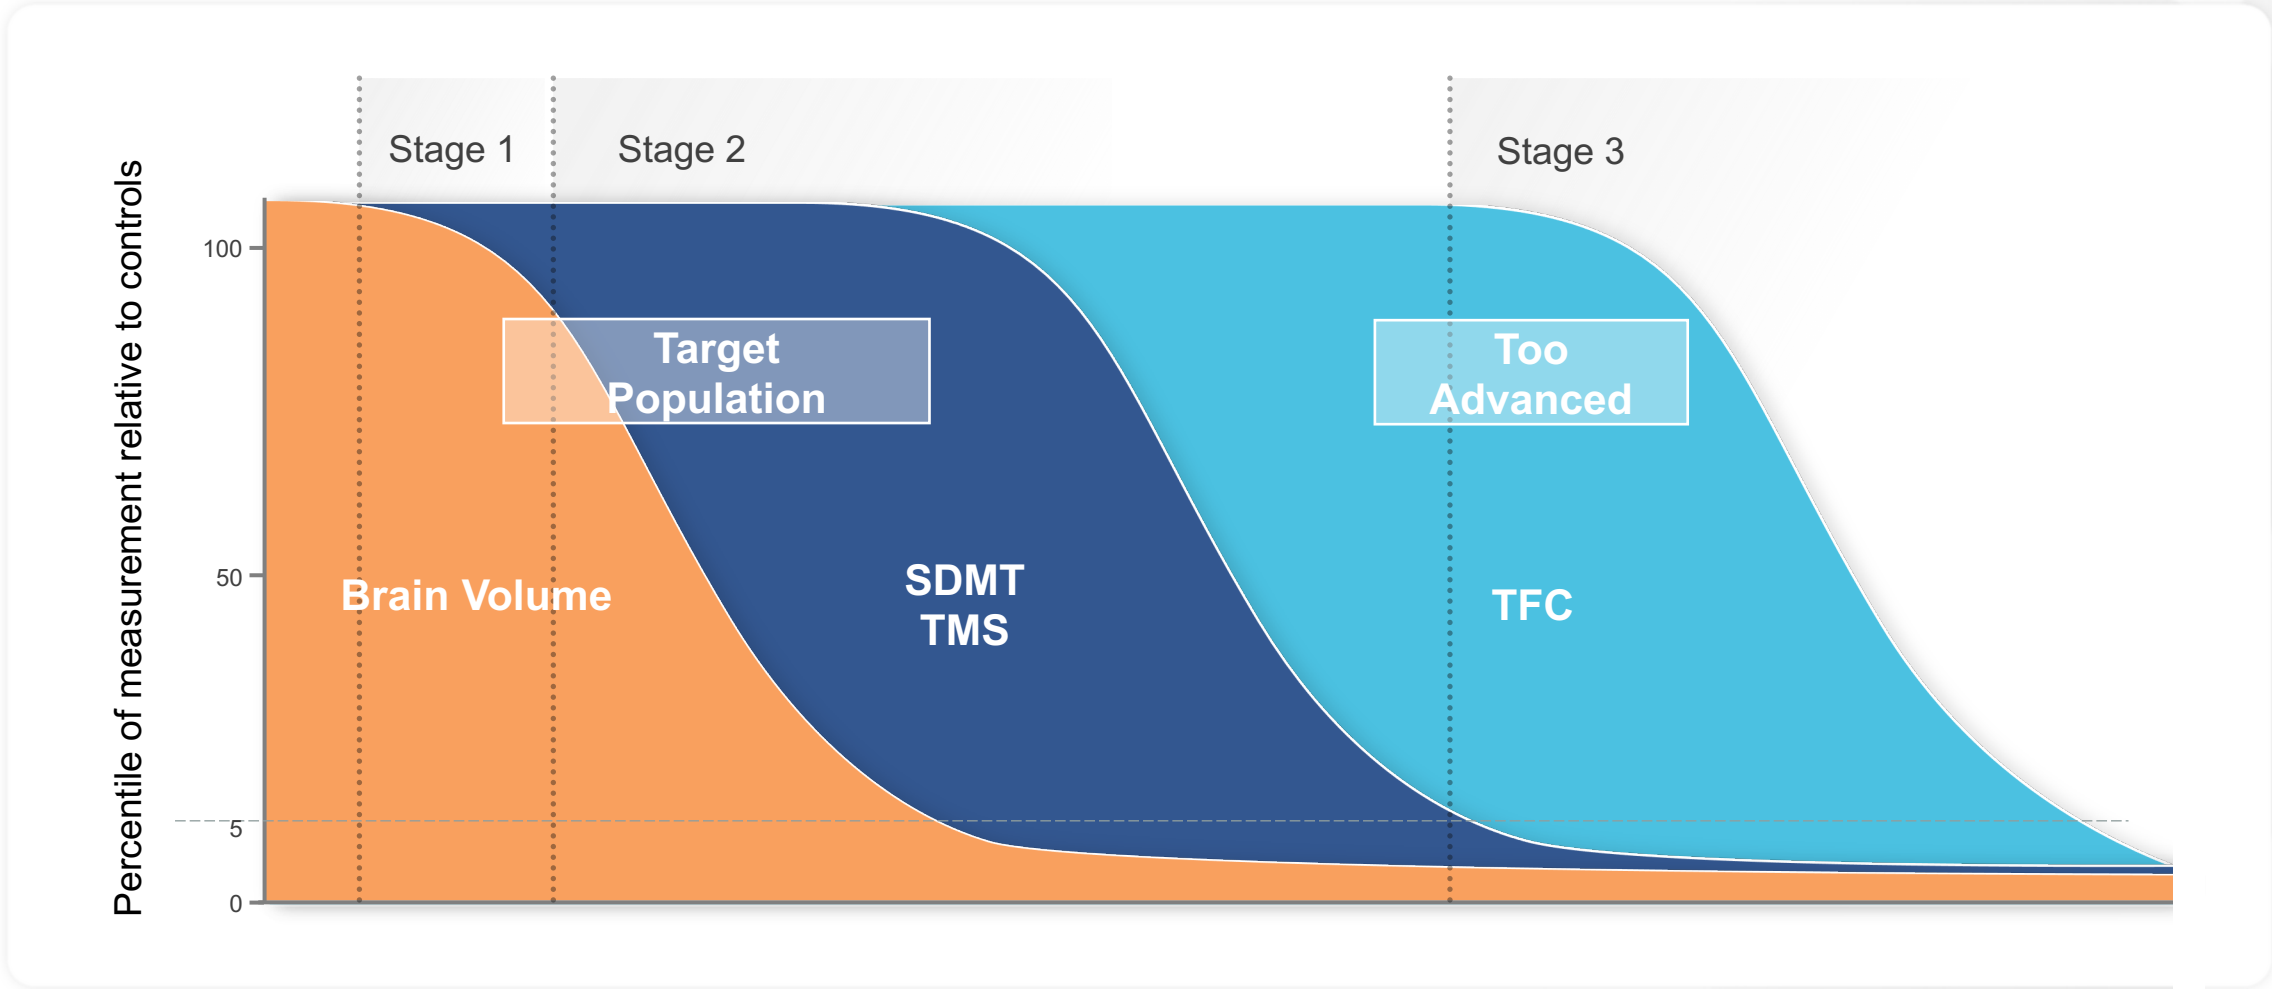 Stage 1
Stage 2
Stage 3
Percentile of measurement relative to controls
100
50
5
0
Target
Population
Too
Advanced
Brain Volume
SDMT
TMS
TFC